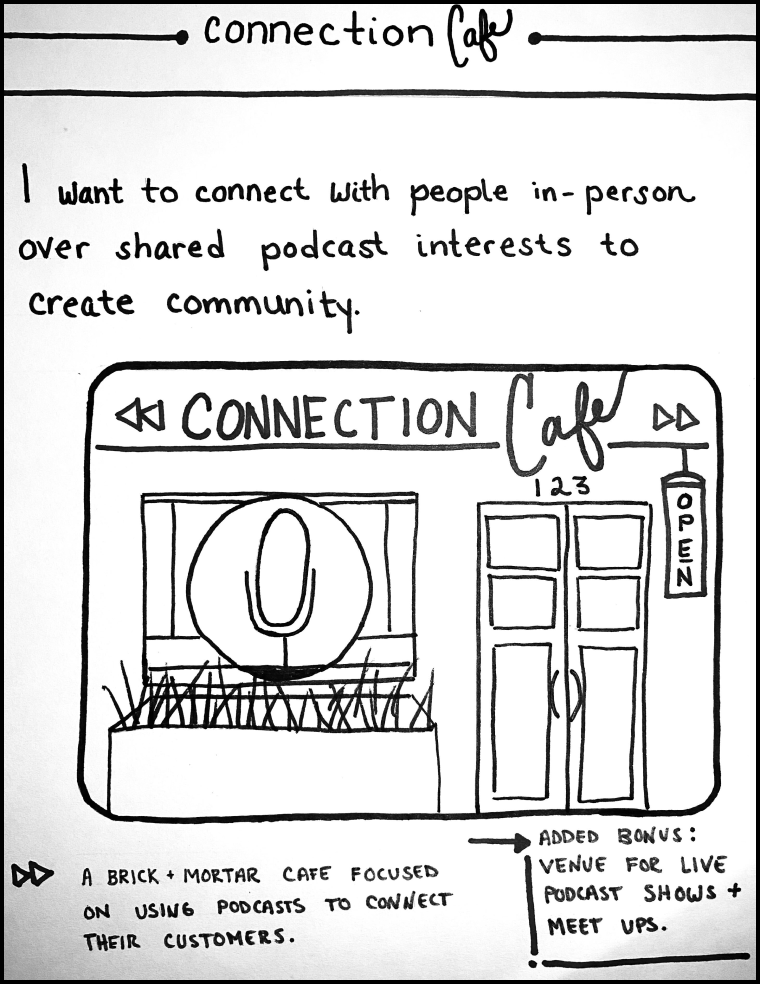 connection Cafe
I want to connect with people in-person
over shared podcast interests to
create community.
CONNECTION Cafe
123
OPEN
A BRICK + MORTAR CAFE FOCUSED
ON USING PODCASTS TO CONNECT
THEIR CUSTOMERS.
ADDED BONUS:
VENUE FOR LIVE
PODCAST SHOWS +
MEET UPS.